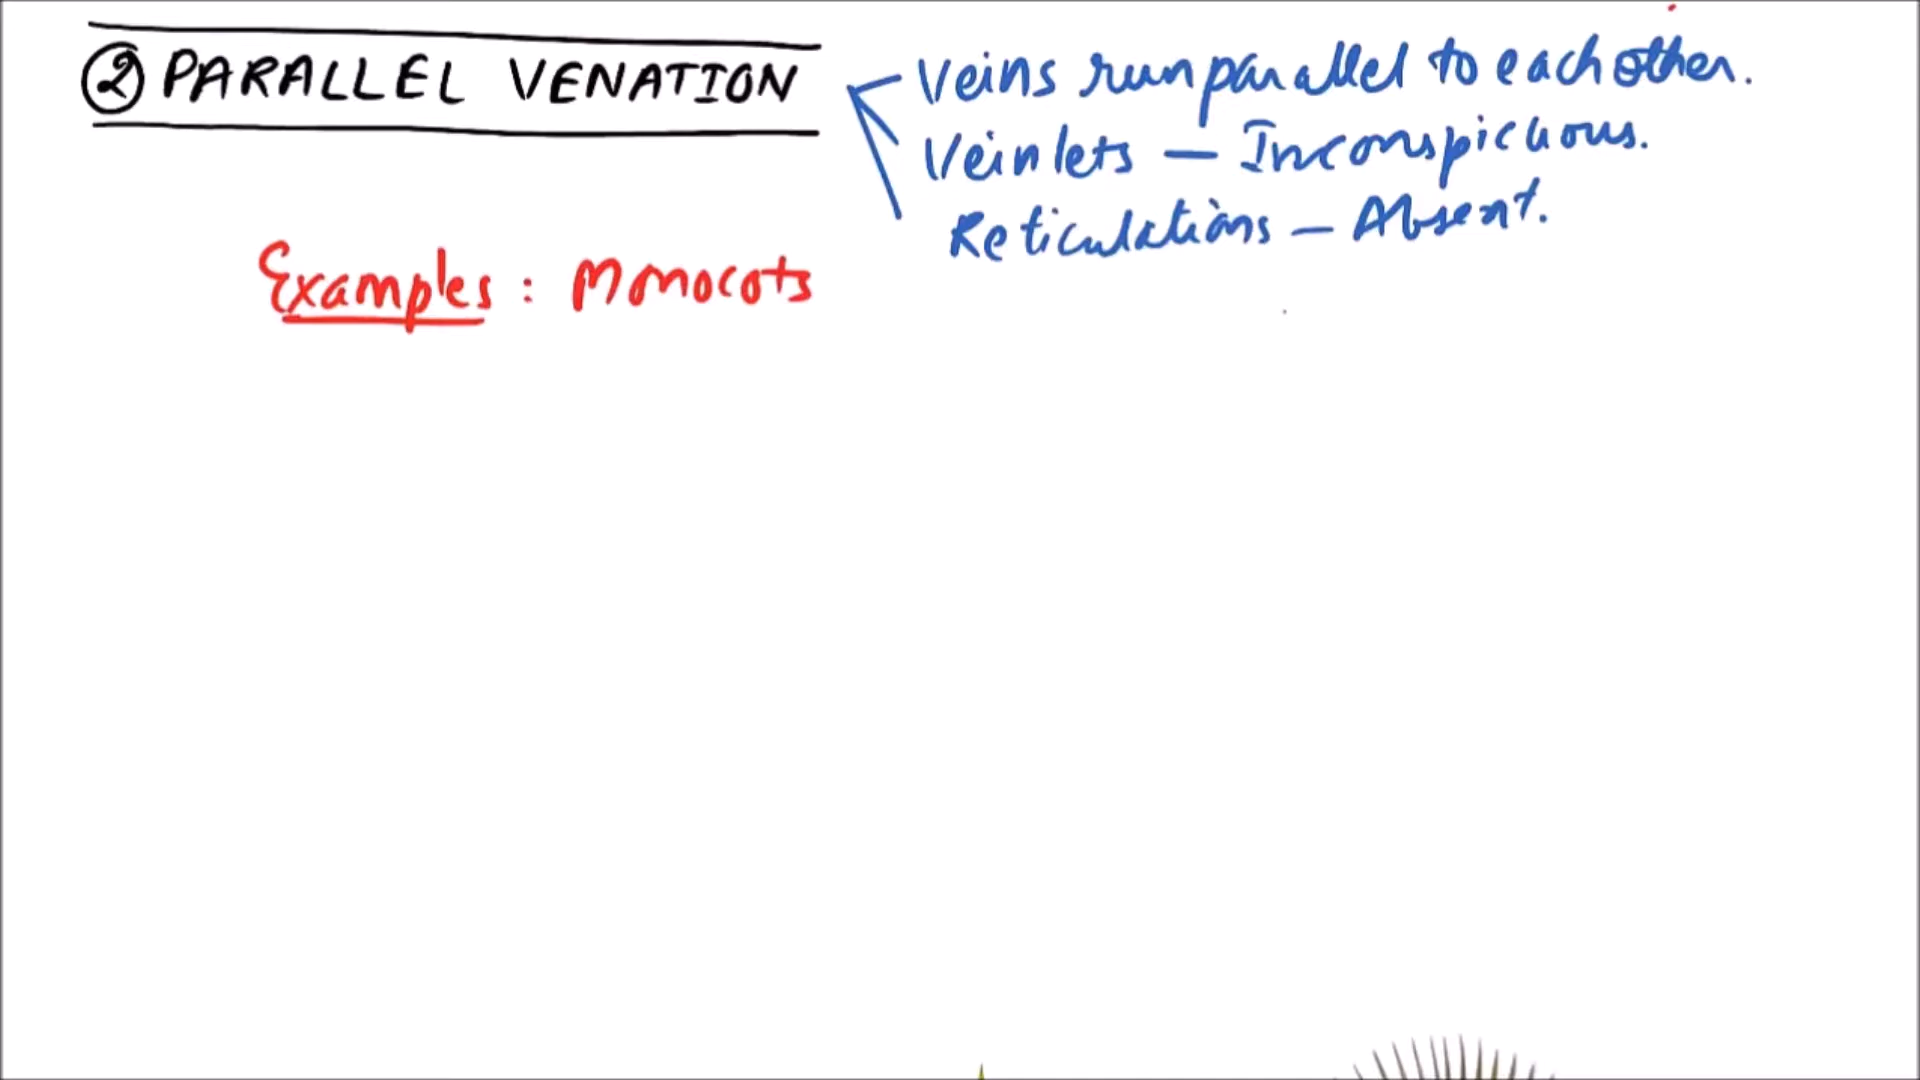 ② PARALLEL VENATION
Veins run parallel to each other.
Veinlets – Inconspicuous.
Reticulations – Absent.
Examples : Monocots